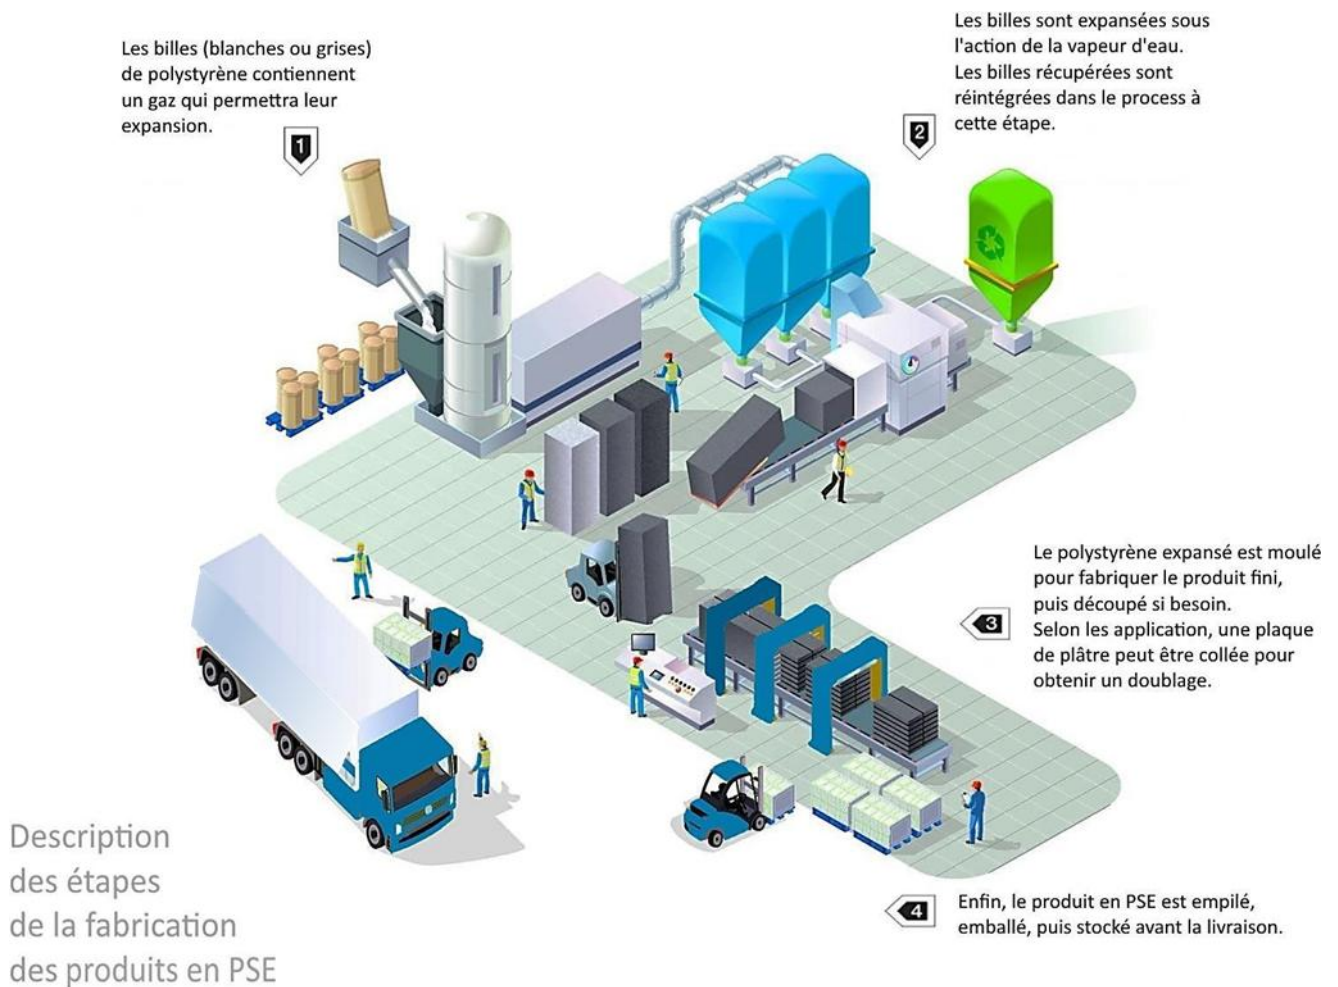 Les billes (blanches ou grises)
de polystyrène contiennent
un gaz qui permettra leur
expansion.
1
Les billes sont expansées sous
l'action de la vapeur d'eau.
Les billes récupérées sont
réintégrées dans le process à
cette étape.
2
Le polystyrène expansé est moulé
pour fabriquer le produit fini,
puis découpé si besoin.
Selon les application, une plaque
de plâtre peut être collée pour
obtenir un doublage.
3
Enfin, le produit en PSE est empilé,
emballé, puis stocké avant la livraison.
4
Description
des étapes
de la fabrication
des produits en PSE